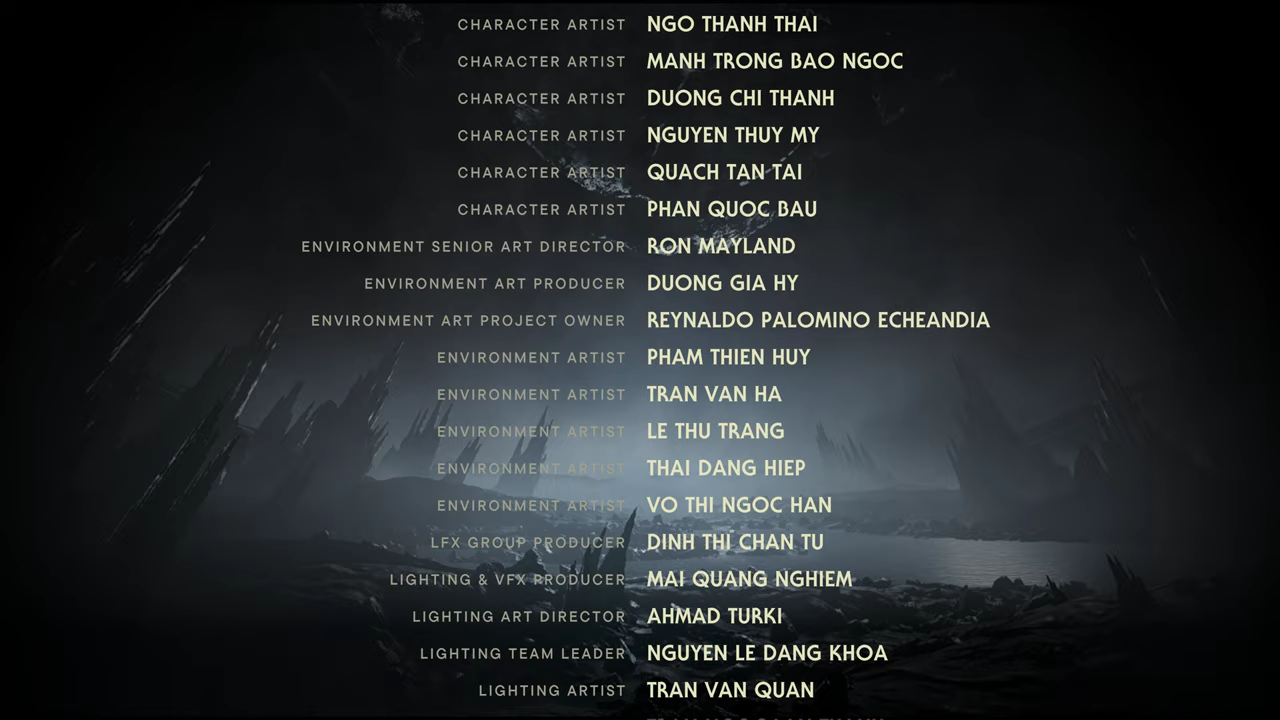 CHARACTER ARTIST NGO THANH THAI
CHARACTER ARTIST MANH TRONG BAO NGOC
CHARACTER ARTIST DUONG CHI THANH
CHARACTER ARTIST NGUYEN THUY MY
CHARACTER ARTIST QUACH TAN TAI
CHARACTER ARTIST PHAN QUOC BAU
ENVIRONMENT SENIOR ART DIRECTOR RON MAYLAND
ENVIRONMENT ART PRODUCER DUONG GIA HY
ENVIRONMENT ART PROJECT OWNER REYNALDO PALOMINO ECHEANDIA
ENVIRONMENT ARTIST PHAM THIEN HUY
ENVIRONMENT ARTIST TRAN VAN HA
ENVIRONMENT ARTIST LE THU TRANG
ENVIRONMENT ARTIST THAI DANG HIEP
ENVIRONMENT ARTIST VO THI NGOC HAN
LFX GROUP PRODUCER DINH THI CHAN TU
LIGHTING & VFX PRODUCER MAI QUANG NGHIEM
LIGHTING ART DIRECTOR AHMAD TURKI
LIGHTING TEAM LEADER NGUYEN LE DANG KHOA
LIGHTING ARTIST TRAN VAN QUAN